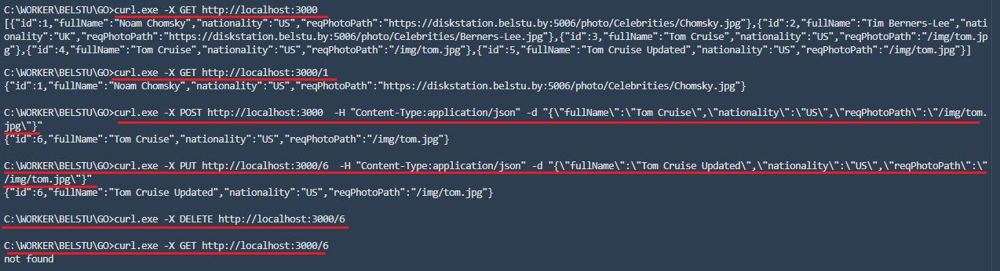 C:\WORKER\BELSTU\GO>curl.exe -X GET http://localhost:3000
[{"id":1,"fullName":"Noam Chomsky","nationality":"US","reqPhotoPath":"https://diskstation.belstu.by:5006/photo/Celebrities/Chomsky.jpg"},{"id":2,"fullName":"Tim Berners-Lee","nati
onality":"UK","reqPhotoPath":"https://diskstation.belstu.by:5006/photo/Celebrities/Berners-Lee.jpg"},{"id":3,"fullName":"Tom Cruise","nationality":"US","reqPhotoPath":"/img/tom.jp
g"},{"id":4,"fullName":"Tom Cruise","nationality":"US","reqPhotoPath":"/img/tom.jpg"},{"id":5,"fullName":"Tom Cruise Updated","nationality":"US","reqPhotoPath":"/img/tom.jpg"}]
C:\WORKER\BELSTU\GO>curl.exe -X GET http://localhost:3000/1
{"id":1,"fullName":"Noam Chomsky","nationality":"US","reqPhotoPath":"https://diskstation.belstu.by:5006/photo/Celebrities/Chomsky.jpg"}
C:\WORKER\BELSTU\GO>curl.exe -X POST http://localhost:3000  -H "Content-Type:application/json" -d "{\"fullName\":\"Tom Cruise\",\"nationality\":\"US\",\"reqPhotoPath\":\"/img/tom.
jpg\"}"
{"id":6,"fullName":"Tom Cruise","nationality":"US","reqPhotoPath":"/img/tom.jpg"}
C:\WORKER\BELSTU\GO>curl.exe -X PUT http://localhost:3000/6  -H "Content-Type:application/json" -d "{\"fullName\":\"Tom Cruise Updated\",\"nationality\":\"US\",\"reqPhotoPath\":\"
/img/tom.jpg\"}"
{"id":6,"fullName":"Tom Cruise Updated","nationality":"US","reqPhotoPath":"/img/tom.jpg"}
C:\WORKER\BELSTU\GO>curl.exe -X DELETE http://localhost:3000/6
C:\WORKER\BELSTU\GO>curl.exe -X GET http://localhost:3000/6
not found